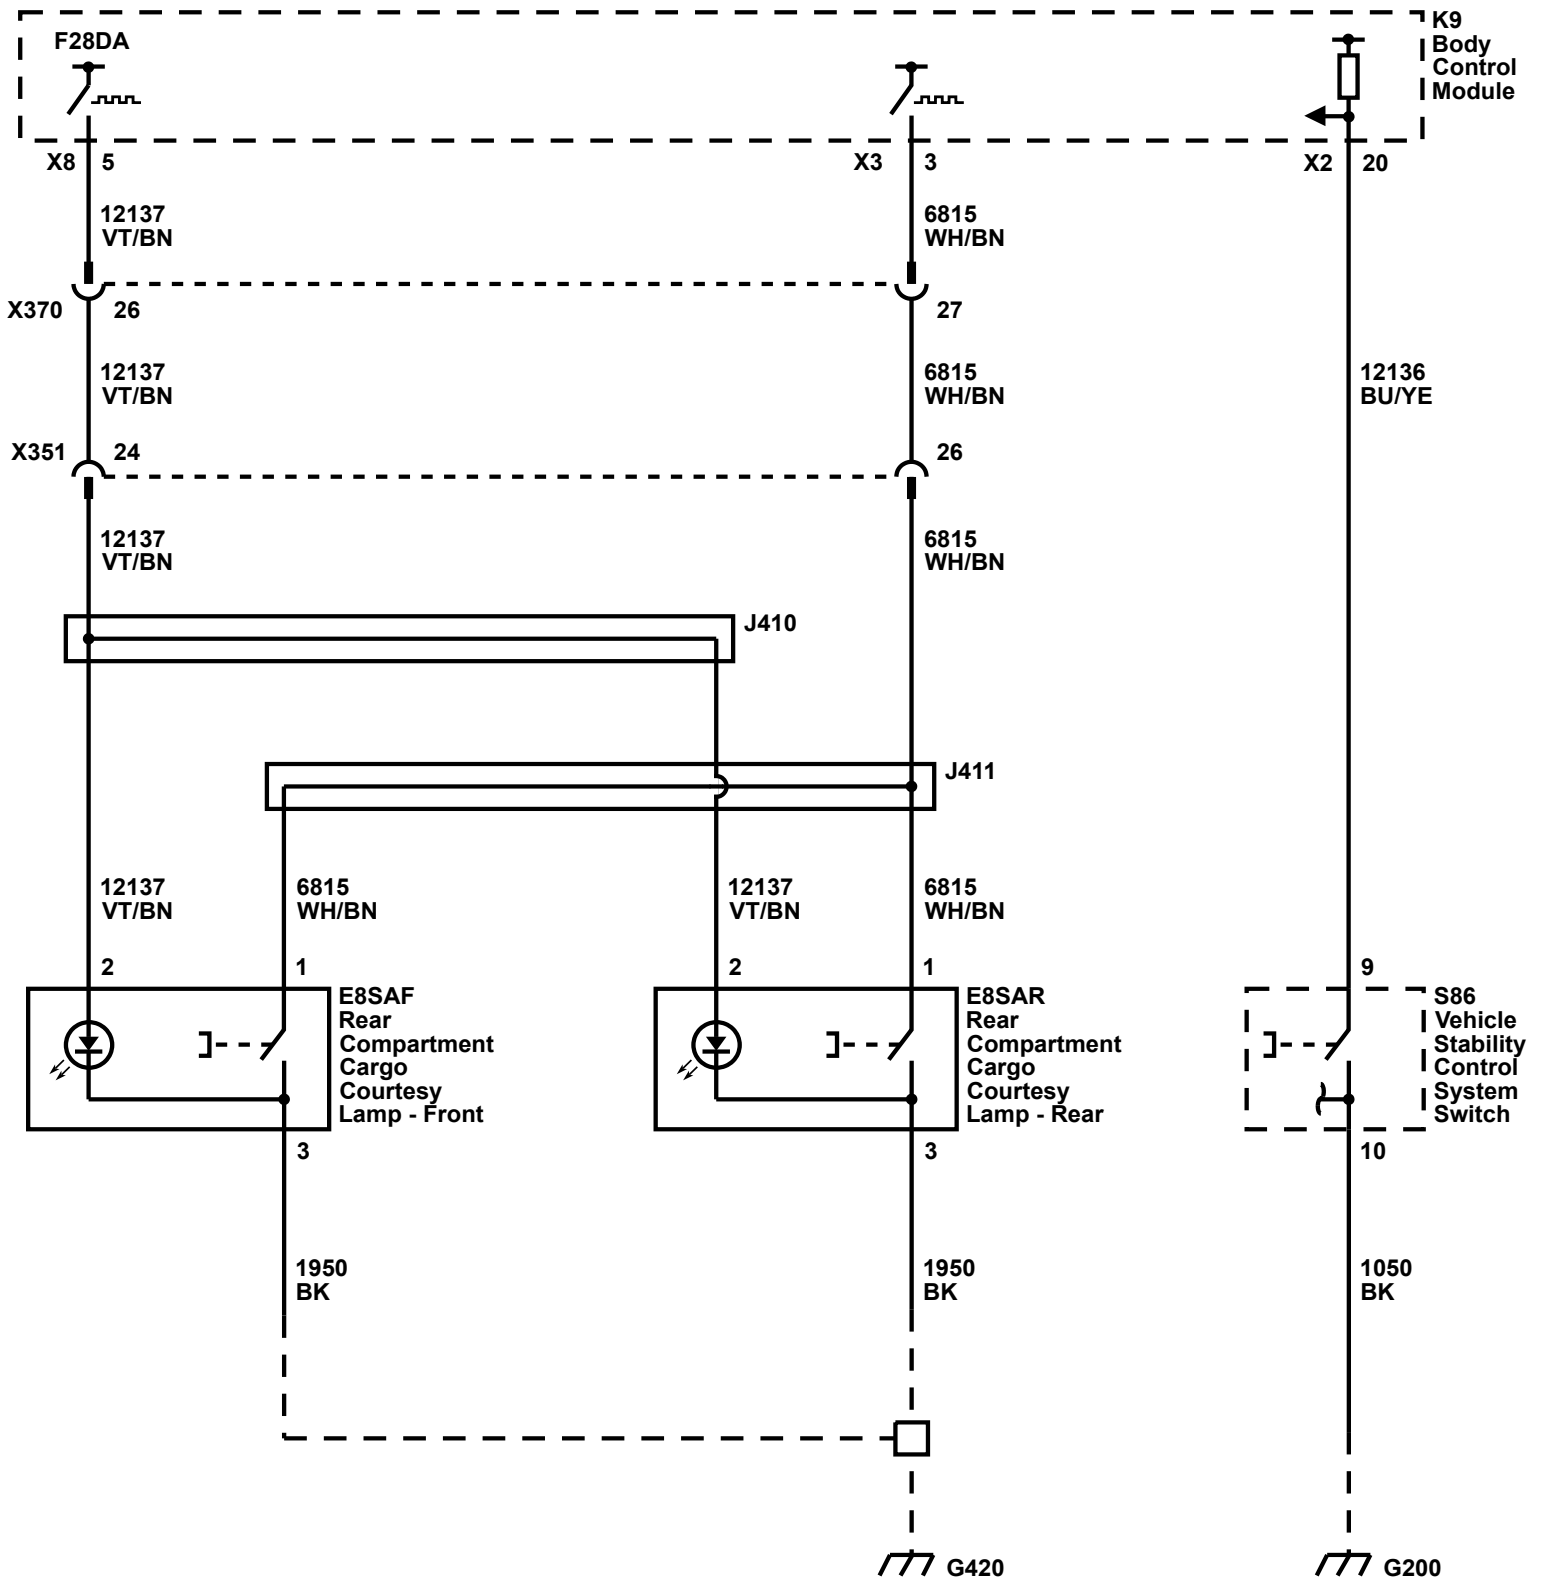 F28DA
K9
Body
Control
Module
X8 5
X3 3
X2 20
12137
VT/BN
6815
WH/BN
X370 26
27
12137
VT/BN
6815
WH/BN
12136
BU/YE
X351 24
26
12137
VT/BN
6815
WH/BN
J410
J411
12137
VT/BN
6815
WH/BN
12137
VT/BN
6815
WH/BN
2
1
2
1
9
E8SAF
Rear
Compartment
Cargo
Courtesy
Lamp - Front
E8SAR
Rear
Compartment
Cargo
Courtesy
Lamp - Rear
S86
Vehicle
Stability
Control
System
Switch
3
3
10
1950
BK
1950
BK
1050
BK
G420
G200